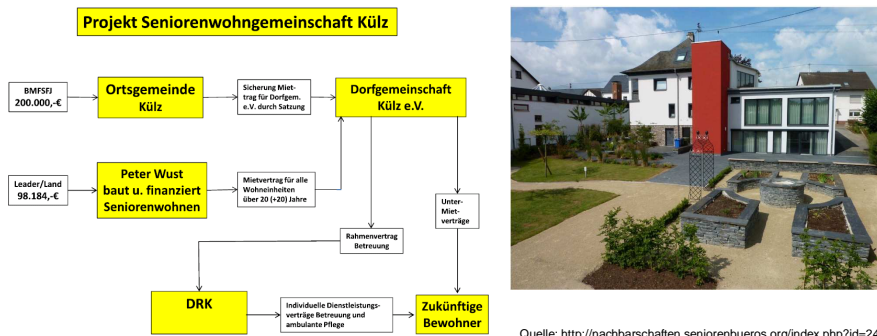 Projekt Seniorenwohngemeinschaft Külz
BMFSFJ
200.000,-€
Ortsgemeinde
Külz
Sicherung Miet-
trag für Dorfgem.
e.V. durch Satzung
Dorfgemeinschaft
Külz e.V.
Leader/Land
98.184,-€
Peter Wust
baut u. finanziert
Seniorenwohnen
Mietvertrag für alle
Wohneinheiten
über 20 (+20) Jahre
Unter-
Miet-
verträge
Rahmenvertrag
Betreuung
DRK
Individuelle Dienstleistungs-
verträge Betreuung und
ambulante Pflege
Zukünftige
Bewohner
Quelle: http://nachbarschaften.seniorenbueros.org/index.php?id=24